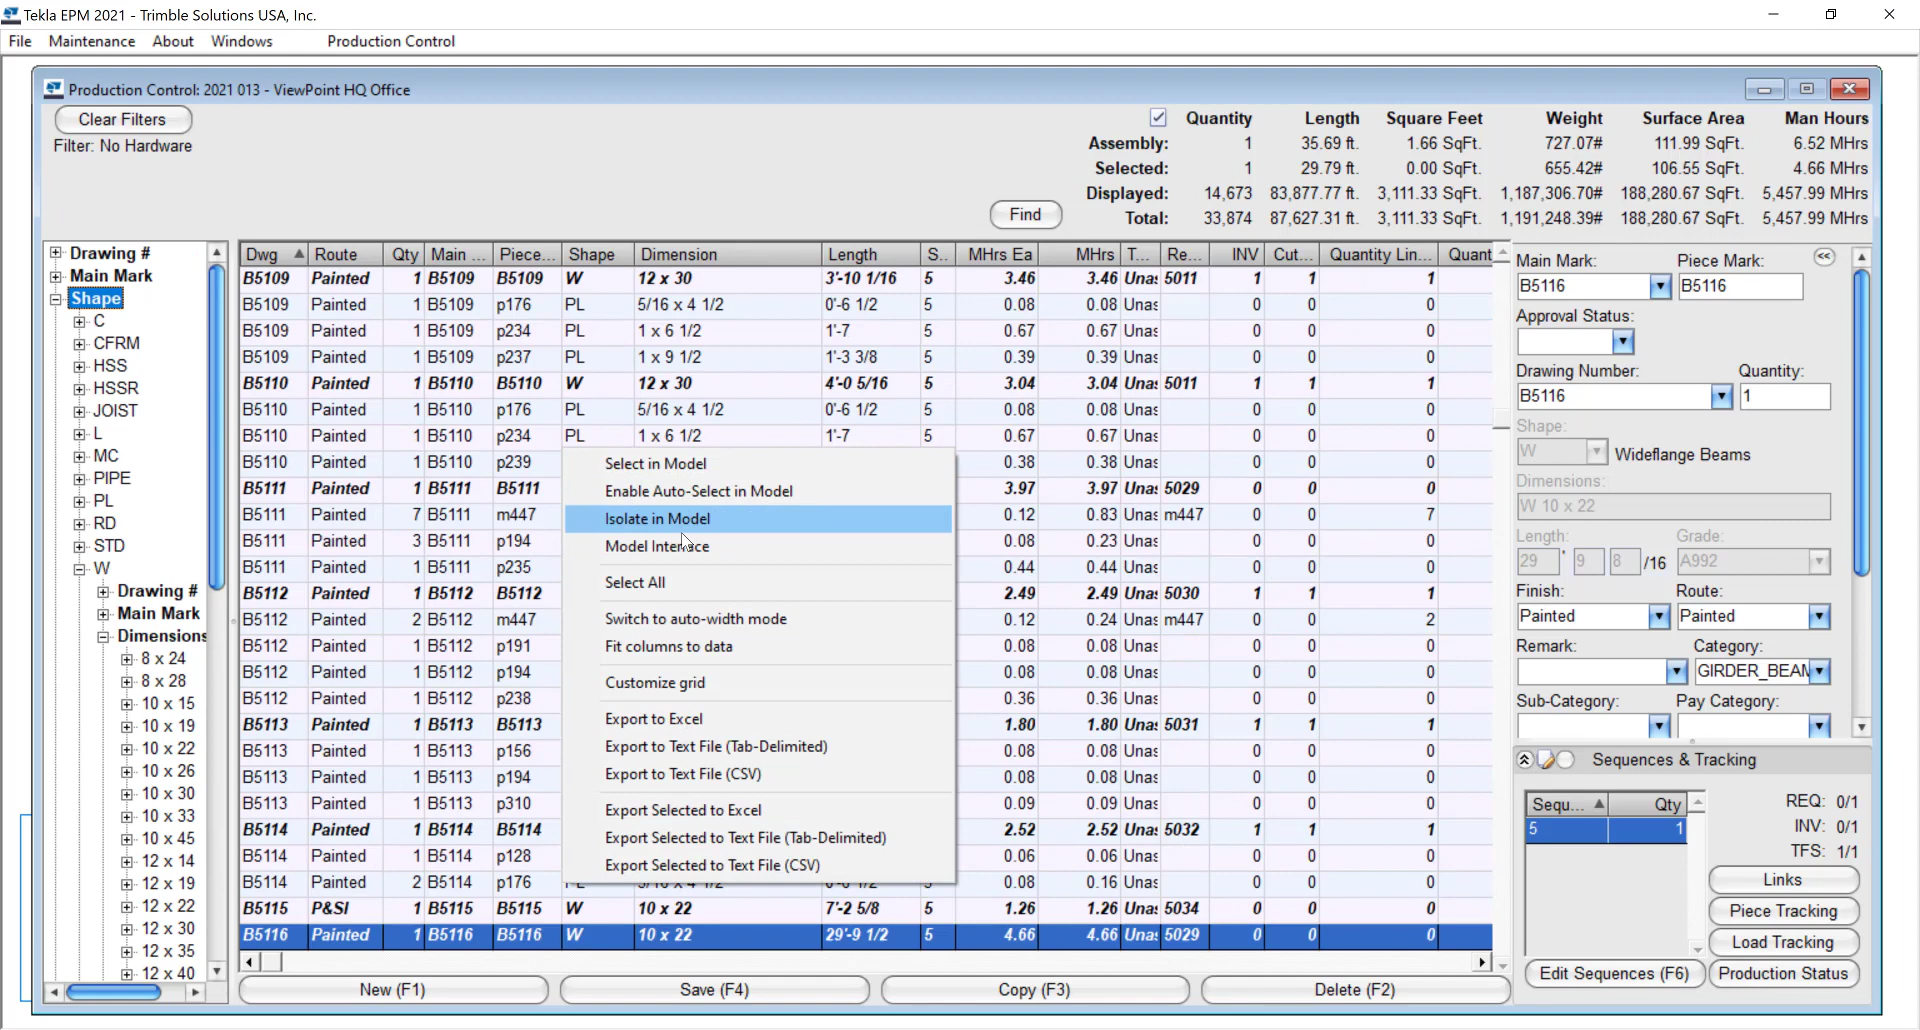 Tekla EPM 2021 - Trimble Solutions USA, Inc.
File Maintenance About Windows Production Control
Production Control: 2021 013 - ViewPoint HQ Office
Clear Filters
Filter: No Hardware
Quantity Length Square Feet Weight Surface Area Man Hours
Assembly: 1 35.69 ft. 1.66 SqFt. 727.07# 111.99 SqFt. 6.52 MHrs
Selected: 1 29.79 ft. 0.00 SqFt. 655.42# 106.55 SqFt. 4.66 MHrs
Displayed: 14,673 83,877.77 ft. 3,111.33 SqFt. 1,187,306.70# 188,280.67 SqFt. 5,457.99 MHrs
Find
Total: 33,874 87,627.31 ft. 3,111.33 SqFt. 1,191,248.39# 188,280.67 SqFt. 5,457.99 MHrs
Drawing #
Main Mark
Shape
C
CFRM
HSS
HSSR
JOIST
L
MC
PIPE
PL
RD
STD
W
Drawing #
Main Mark
Dimensions
8 x 24
8 x 28
10 x 15
10 x 19
10 x 22
10 x 26
10 x 30
10 x 33
10 x 45
12 x 14
12 x 19
12 x 22
12 x 30
12 x 35
12 x 40
Dwg Route Qty Main ... Piece... Shape Dimension Length S.. MHrs Ea MHrs T... Re... INV Cut... Quantity Lin... Quant
B5109 Painted 1 B5109 B5109 W 12 x 30 3'-10 1/16 5 3.46 3.46 Unas 5011 1 1 1
B5109 Painted 1 B5109 p176 PL 5/16 x 4 1/2 0'-6 1/2 5 0.08 0.08 Unas 0 0 0
B5109 Painted 1 B5109 p234 PL 1 x 6 1/2 1'-7 5 0.67 0.67 Unas 0 0 0
B5109 Painted 1 B5109 p237 PL 1 x 9 1/2 1'-3 3/8 5 0.39 0.39 Unas 0 0 0
B5110 Painted 1 B5110 B5110 W 12 x 30 4'-0 5/16 5 3.04 3.04 Unas 5011 1 1 1
B5110 Painted 1 B5110 p176 PL 5/16 x 4 1/2 0'-6 1/2 5 0.08 0.08 Unas 0 0 0
B5110 Painted 1 B5110 p234 PL 1 x 6 1/2 1'-7 5 0.67 0.67 Unas 0 0 0
B5110 Painted 1 B5110 p239 0.38 0.38 Unas 0 0 0
B5111 Painted 1 B5111 B5111 3.97 3.97 Unas 5029 0 0 0
B5111 Painted 7 B5111 m447 0.12 0.83 Unas m447 0 0 7
B5111 Painted 3 B5111 p194 0.08 0.23 Unas 0 0 0
B5111 Painted 1 B5111 p235 0.44 0.44 Unas 0 0 0
B5112 Painted 1 B5112 B5112 2.49 2.49 Unas 5030 1 1 1
B5112 Painted 2 B5112 m447 0.12 0.24 Unas m447 0 0 2
B5112 Painted 1 B5112 p191 0.08 0.08 Unas 0 0 0
B5112 Painted 1 B5112 p194 0.08 0.08 Unas 0 0 0
B5112 Painted 1 B5112 p238 0.36 0.36 Unas 0 0 0
B5113 Painted 1 B5113 B5113 1.80 1.80 Unas 5031 1 1 1
B5113 Painted 1 B5113 p156 0.08 0.08 Unas 0 0 0
B5113 Painted 1 B5113 p194 0.08 0.08 Unas 0 0 0
B5113 Painted 1 B5113 p310 0.09 0.09 Unas 0 0 0
B5114 Painted 1 B5114 B5114 2.52 2.52 Unas 5032 1 1 1
B5114 Painted 1 B5114 p128 0.06 0.06 Unas 0 0 0
B5114 Painted 2 B5114 p176 0.08 0.16 Unas 0 0 0
B5115 P&SI 1 B5115 B5115 W 10 x 22 7'-2 5/8 5 1.26 1.26 Unas 5034 0 0 0
B5116 Painted 1 B5116 B5116 W 10 x 22 29'-9 1/2 5 4.66 4.66 Unas 5029 0 0 0
Select in Model
Enable Auto-Select in Model
Isolate in Model
Model Interface
Select All
Switch to auto-width mode
Fit columns to data
Customize grid
Export to Excel
Export to Text File (Tab-Delimited)
Export to Text File (CSV)
Export Selected to Excel
Export Selected to Text File (Tab-Delimited)
Export Selected to Text File (CSV)
New (F1) Save (F4) Copy (F3) Delete (F2)
Main Mark: Piece Mark:
B5116 B5116
Approval Status:
Drawing Number: Quantity:
B5116 1
Shape:
W Wideflange Beams
Dimensions:
W 10 x 22
Length: Grade:
29 ' 9 8 /16 A992
Finish: Route:
Painted Painted
Remark: Category:
GIRDER_BEAM
Sub-Category: Pay Category:
Sequences & Tracking
Sequ... Qty
5 1
REQ: 0/1
INV: 0/1
TFS: 1/1
Links
Piece Tracking
Load Tracking
Edit Sequences (F6) Production Status